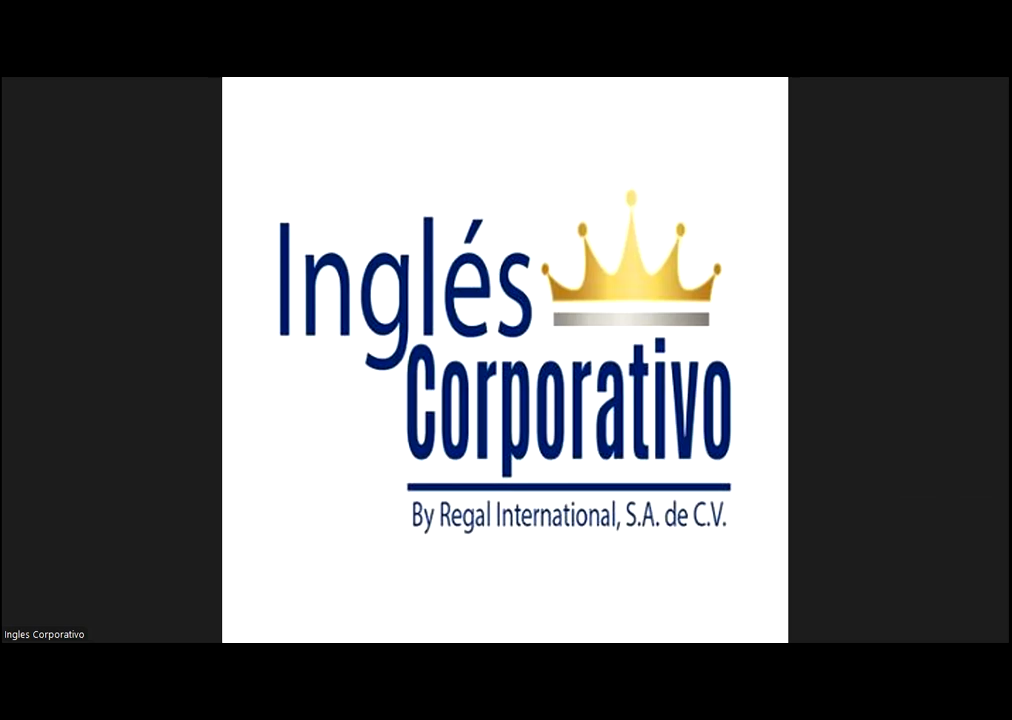 Inglés
Corporativo
By Regal International, S.A. de C.V.
Ingles Corporativo